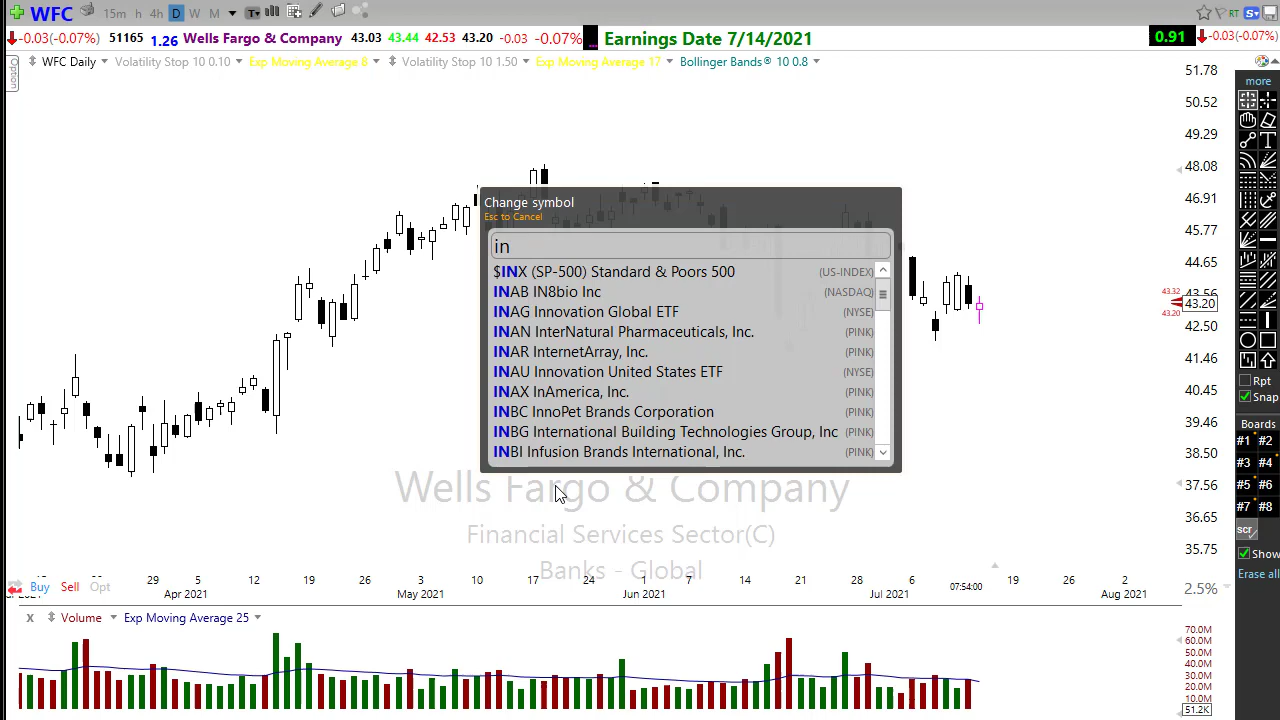 WFC 15m h 4h D W M T RT S
-0.03(-0.07%) 51165 1.26 Wells Fargo & Company 43.03 43.44 42.53 43.20 -0.03 -0.07% Earnings Date 7/14/2021 0.91 -0.03(-0.07%)
Option
WFC Daily Volatility Stop 10 0.10 Exp Moving Average 8 Volatility Stop 10 1.50 Exp Moving Average 17 Bollinger Bands® 10 0.8
51.78
50.52
49.29
48.08
46.91
45.77
44.65
43.56
43.32
43.20
43.20
42.50
41.46
40.45
39.46
38.50
37.56
36.65
35.75
2.5%
more
T
Rpt
Snap
Boards
#1 #2
#3 #4
#5 #6
#7 #8
scr
Show
Erase all
Change symbol
Esc to Cancel
in
$INX (SP-500) Standard & Poors 500 (US-INDEX)
INAB IN8bio Inc (NASDAQ)
INAG Innovation Global ETF (NYSE)
INAN InterNatural Pharmaceuticals, Inc. (PINK)
INAR InternetArray, Inc. (PINK)
INAU Innovation United States ETF (NYSE)
INAX InAmerica, Inc. (PINK)
INBC InnoPet Brands Corporation (PINK)
INBG International Building Technologies Group, Inc (PINK)
INBI Infusion Brands International, Inc. (PINK)
Wells Fargo & Company
Financial Services Sector(C)
Banks - Global
Buy Sell Opt
29 5 12 19 26 3 10 17 24 7 14 21 28 6 07:54:00 19 26 2
April 2021 May 2021 Jun 2021 Jul 2021 Aug 2021
X Volume Exp Moving Average 25
70.0M
60.0M
50.0M
40.0M
30.0M
20.0M
10.0M
51.2K